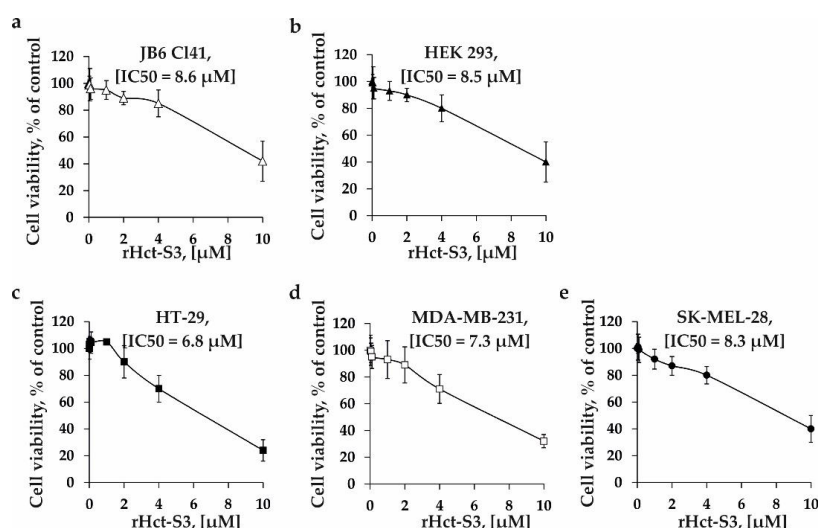 a
JB6 Cl41,
[IC50 = 8.6 μM]
Cell viability, % of control
120
100
80
60
40
20
0
0 2 4 6 8 10
rHct-S3, [μM]
b
HEK 293,
[IC50 = 8.5 μM]
Cell viability, % of control
120
100
80
60
40
20
0
0 2 4 6 8 10
rHct-S3, [μM]
c
HT-29,
[IC50 = 6.8 μM]
Cell viability, % of control
120
100
80
60
40
20
0
0 2 4 6 8 10
rHct-S3, [μM]
d
MDA-MB-231,
[IC50 = 7.3 μM]
Cell viability, % of control
120
100
80
60
40
20
0
0 2 4 6 8 10
rHct-S3, [μM]
e
SK-MEL-28,
[IC50 = 8.3 μM]
Cell viability, % of control
120
100
80
60
40
20
0
0 2 4 6 8 10
rHct-S3, [μM]